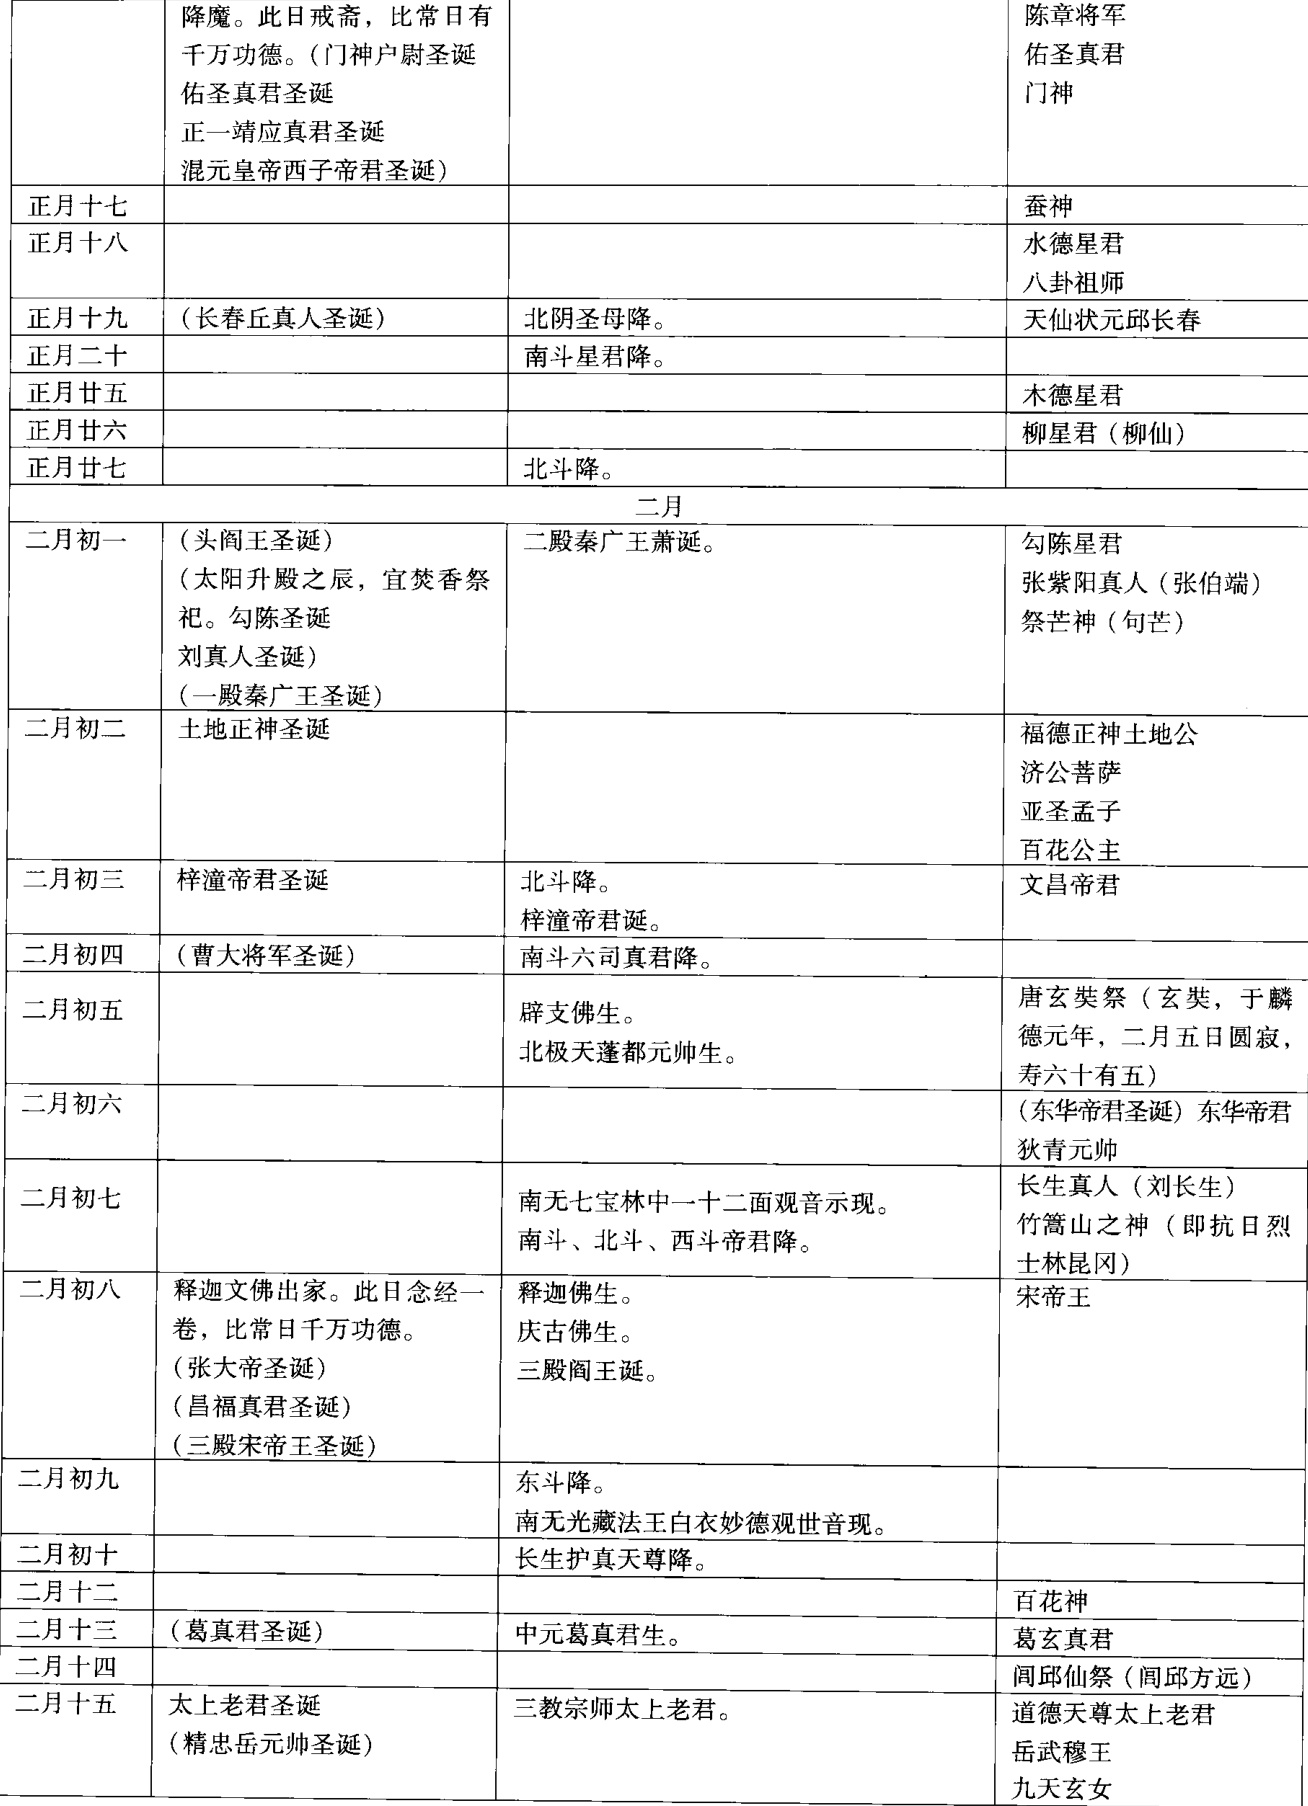 降魔。此日戒斋，比常日有
千万功德。（门神户尉圣诞
佑圣真君圣诞
正一靖应真君圣诞
混元皇帝西子帝君圣诞）
陈章将军
佑圣真君
门神
正月十七
蚕神
正月十八
水德星君
八卦祖师
正月十九
（长春丘真人圣诞）
北阴圣母降。
天仙状元邱长春
正月二十
南斗星君降。
正月廿五
木德星君
正月廿六
柳星君（柳仙）
正月廿七
北斗降。
二月
二月初一
（头阎王圣诞）
（太阳升殿之辰，宜焚香祭
祀。勾陈圣诞
刘真人圣诞）
（一殿秦广王圣诞）
二殿秦广王萧诞。
勾陈星君
张紫阳真人（张伯端）
祭芒神（句芒）
二月初二
土地正神圣诞
福德正神土地公
济公菩萨
亚圣孟子
百花公主
二月初三
梓潼帝君圣诞
北斗降。
梓潼帝君诞。
文昌帝君
二月初四
（曹大将军圣诞）
南斗六司真君降。
二月初五
辟支佛生。
北极天蓬都元帅生。
唐玄奘祭（玄奘，于麟
德元年，二月五日圆寂，
寿六十有五）
二月初六
（东华帝君圣诞）东华帝君
狄青元帅
二月初七
南无七宝林中一十二面观音示现。
南斗、北斗、西斗帝君降。
长生真人（刘长生）
竹篙山之神（即抗日烈
士林昆冈）
二月初八
释迦文佛出家。此日念经一
卷，比常日千万功德。
（张大帝圣诞）
（昌福真君圣诞）
（三殿宋帝王圣诞）
释迦佛生。
庆古佛生。
三殿阎王诞。
宋帝王
二月初九
东斗降。
南无光藏法王白衣妙德观世音现。
二月初十
长生护真天尊降。
二月十二
百花神
二月十三
（葛真君圣诞）
中元葛真君生。
葛玄真君
二月十四
闾邱仙祭（闾邱方远）
二月十五
太上老君圣诞
（精忠岳元帅圣诞）
三教宗师太上老君。
道德天尊太上老君
岳武穆王
九天玄女